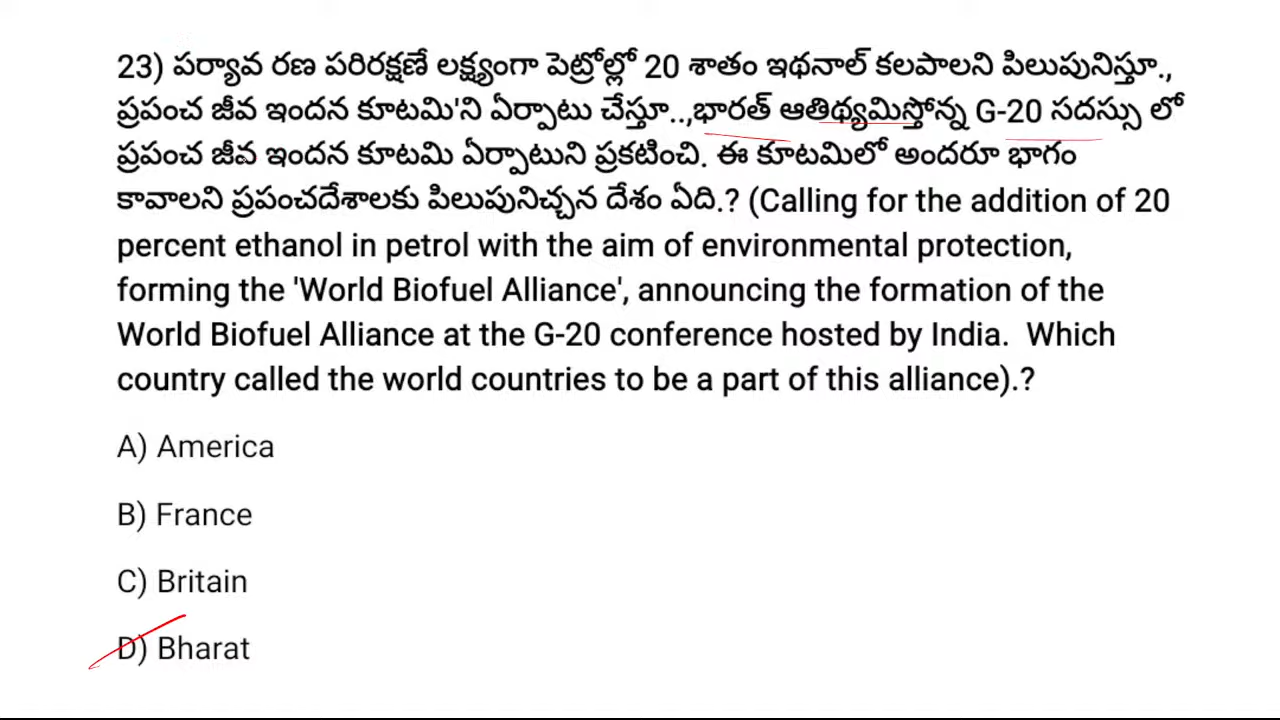 23) పర్యావ రణ పరిరక్షణే లక్ష్యంగా పెట్రోల్లో 20 శాతం ఇథనాల్ కలపాలని పిలుపునిస్తూ.,
ప్రపంచ జీవ ఇందన కూటమి'ని ఏర్పాటు చేస్తూ..,భారత్ ఆతిథ్యమిస్తోన్న G-20 సదస్సు లో
ప్రపంచ జీవ ఇందన కూటమి ఏర్పాటుని ప్రకటించి. ఈ కూటమిలో అందరూ భాగం
కావాలని ప్రపంచదేశాలకు పిలుపునిచ్చన దేశం ఏది.? (Calling for the addition of 20
percent ethanol in petrol with the aim of environmental protection,
forming the 'World Biofuel Alliance', announcing the formation of the
World Biofuel Alliance at the G-20 conference hosted by India. Which
country called the world countries to be a part of this alliance).?
A) America
B) France
C) Britain
D) Bharat